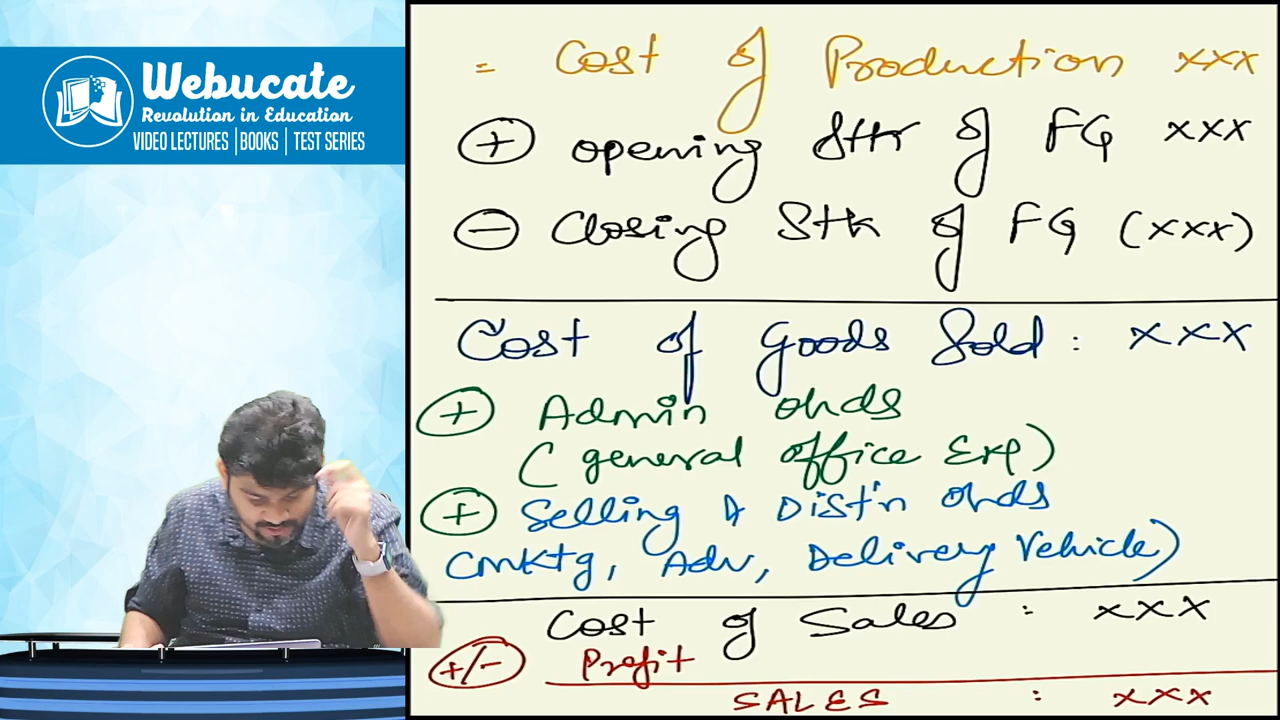 Webucate
Revolution in Education
VIDEO LECTURES | BOOKS | TEST SERIES
= Cost of Production xxx
+ opening Stk of FG xxx
- Closing Stk of FG (xxx)
Cost of Goods Sold : xxx
+ Admin ohds
(general office Exp)
+ Selling & Dist'n ohds
(mktg, Adv, Delivery Vehicle)
Cost of Sales : xxx
+/- Profit
SALES : xxx